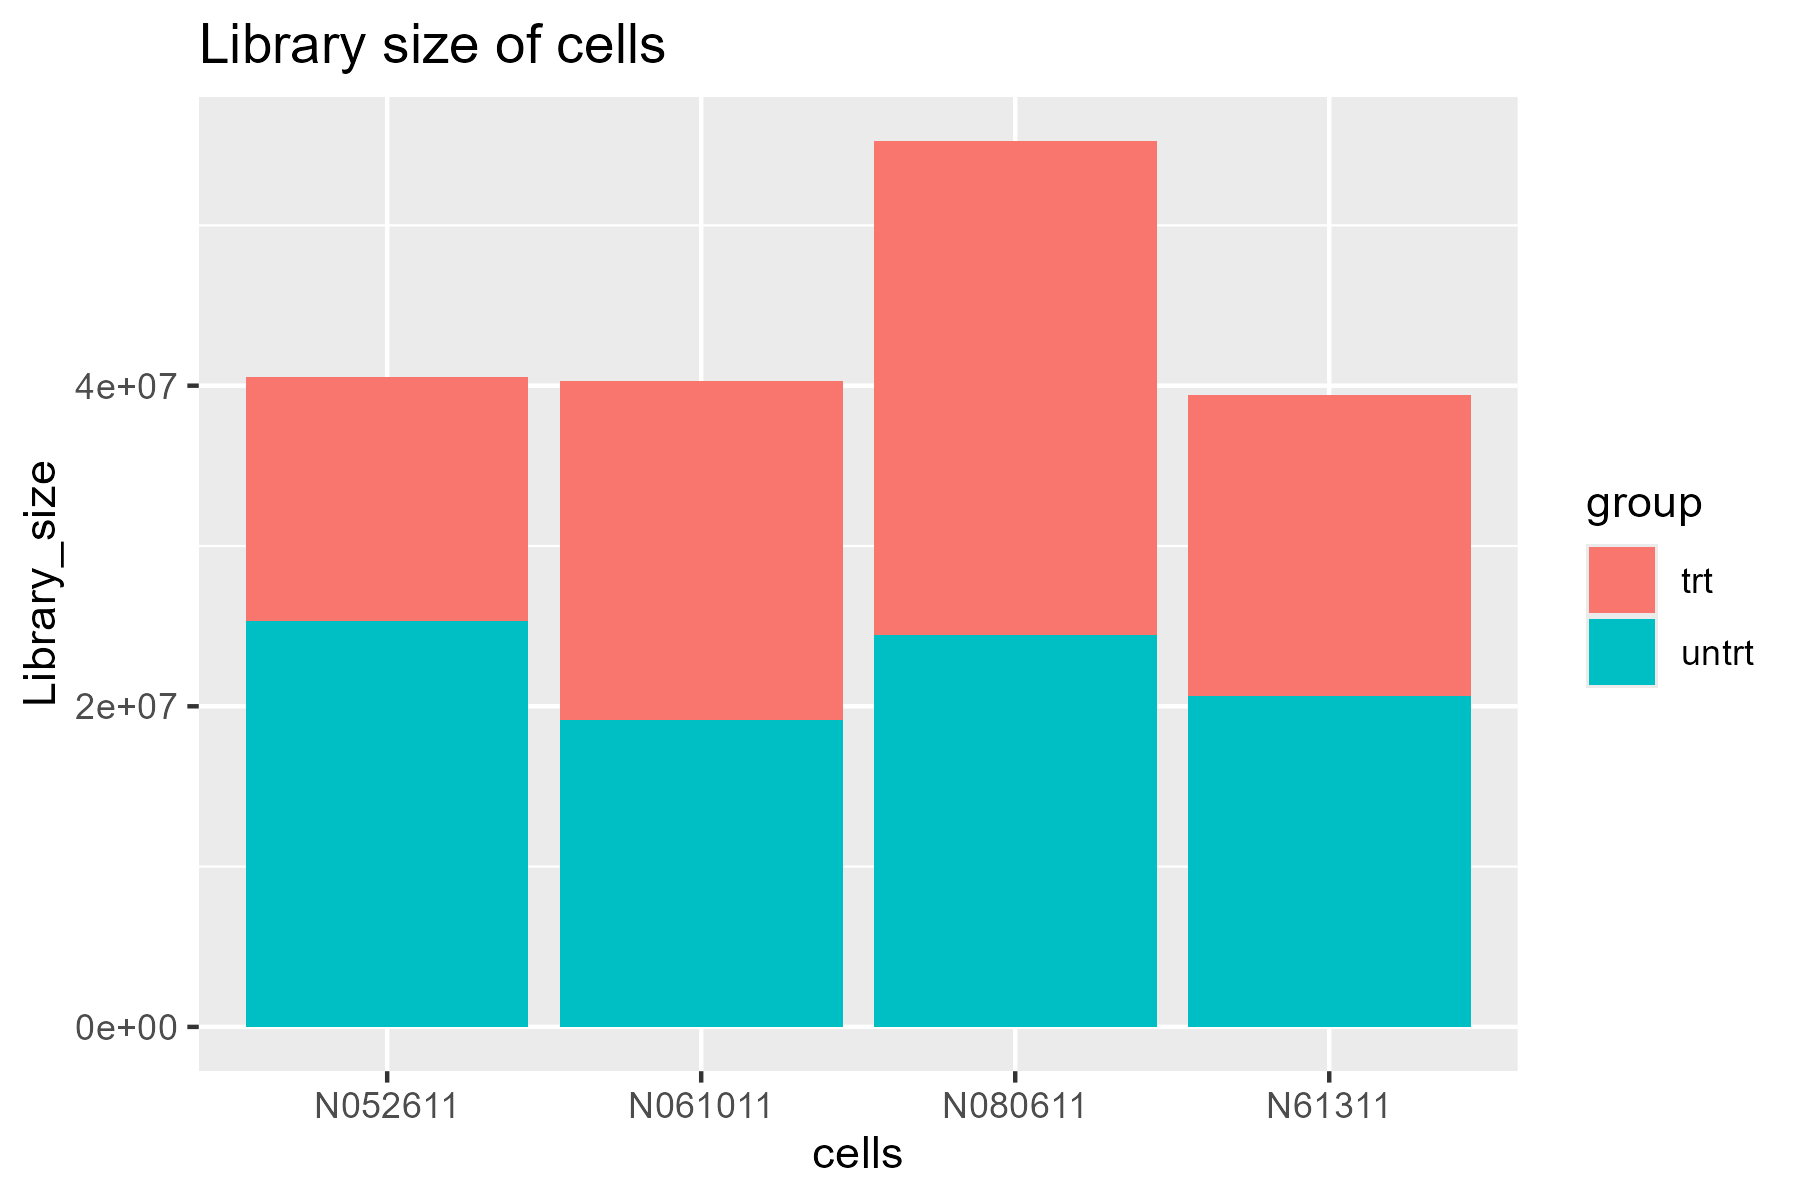 Library size of cells
Library_size
4e+07
2e+07
0e+00
N052611
N061011
N080611
N61311
cells
group
trt
untrt